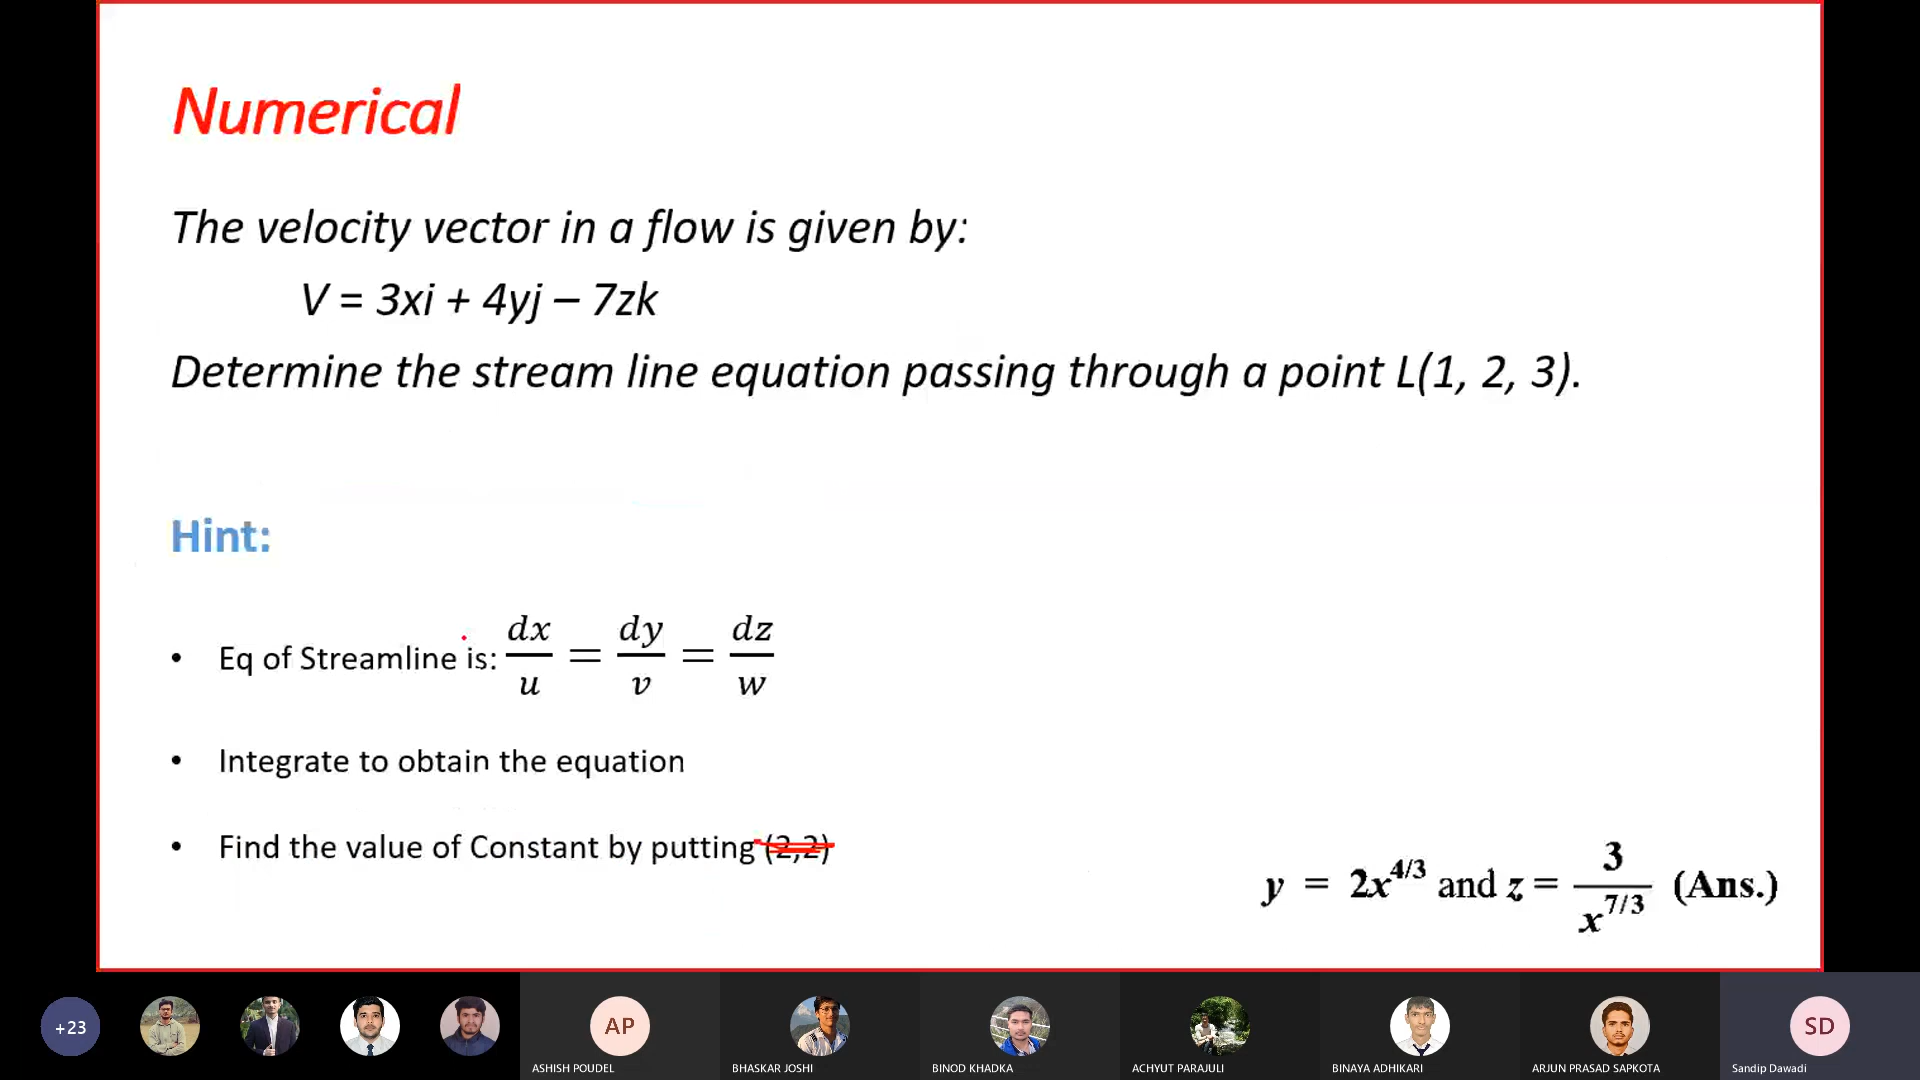 Numerical
The velocity vector in a flow is given by:
V = 3xi + 4yj – 7zk
Determine the stream line equation passing through a point L(1, 2, 3).
Hint:
• Eq of Streamline is: dx/u = dy/v = dz/w
• Integrate to obtain the equation
• Find the value of Constant by putting (2,2)
y = 2x^4/3 and z = 3/x^7/3 (Ans.)
+23
AP
SD
ASHISH POUDEL
BHASKAR JOSHI
BINOD KHADKA
ACHYUT PARAJULI
BINAYA ADHIKARI
ARJUN PRASAD SAPKOTA
Sandip Dawadi